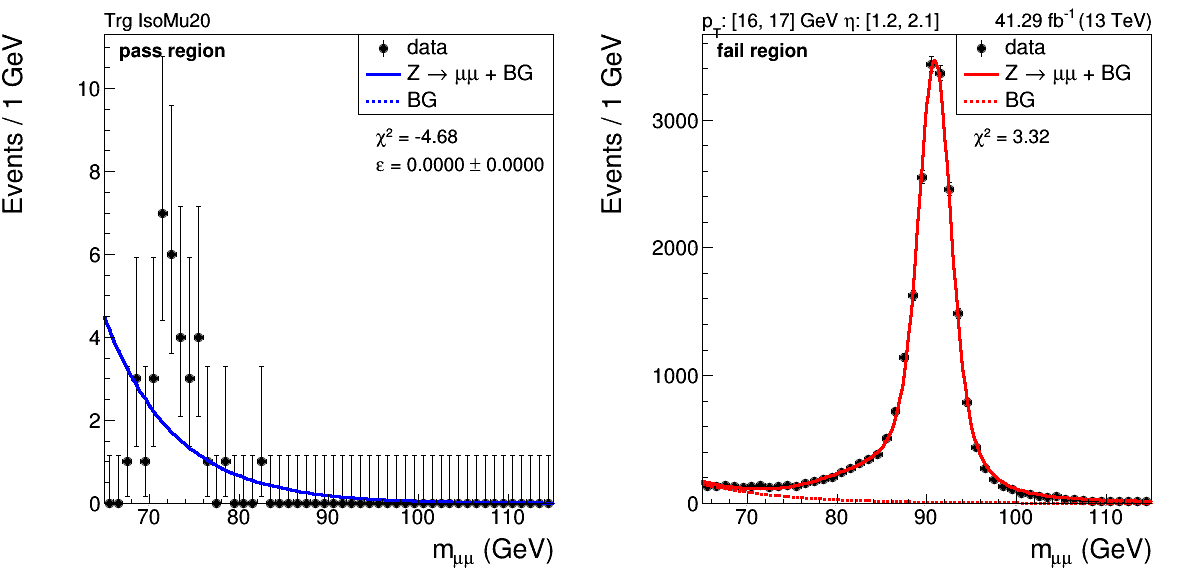 Trg IsoMu20
pass region
data
Z → μμ + BG
BG
χ² = -4.68
ε = 0.0000 ± 0.0000
Events / 1 GeV
10
8
6
4
2
0
70 80 90 100 110
mμμ (GeV)
pT: [16, 17] GeV η: [1.2, 2.1] 41.29 fb⁻¹ (13 TeV)
fail region
data
Z → μμ + BG
BG
χ² = 3.32
Events / 1 GeV
3000
2000
1000
0
70 80 90 100 110
mμμ (GeV)